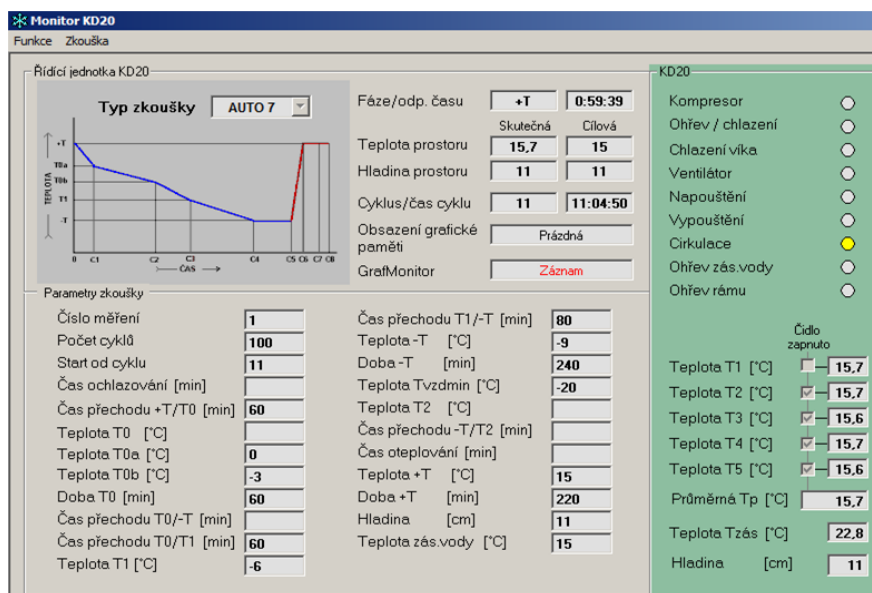 Monitor KD20
Funkce Zkouška
Řídící jednotka KD20
Typ zkoušky AUTO 7
+T
T0a
T0b
T1
-T
TEPLOTA
0 C1 C2 C3 C4 C5 C6 C7 C8
ČAS
Fáze/odp. času +T 0:59:39
Skutečná Cílová
Teplota prostoru 15,7 15
Hladina prostoru 11 11
Cyklus/čas cyklu 11 11:04:50
Obsazení grafické
paměti Prázdná
GrafMonitor Záznam
Parametry zkoušky
Číslo měření 1
Počet cyklů 100
Start od cyklu 11
Čas ochlazování [min]
Čas přechodu +T/T0 [min] 60
Teplota T0 [°C]
Teplota T0a [°C] 0
Teplota T0b [°C] -3
Doba T0 [min] 60
Čas přechodu T0/-T [min]
Čas přechodu T0/T1 [min] 60
Teplota T1 [°C] -6
Čas přechodu T1/-T [min] 80
Teplota -T [°C] -9
Doba -T [min] 240
Teplota Tvzdmin [°C] -20
Teplota T2 [°C]
Čas přechodu -T/T2 [min]
Čas oteplování [min]
Teplota +T [°C] 15
Doba +T [min] 220
Hladina [cm] 11
Teplota zás.vody [°C] 15
KD20
Kompresor
Ohřev / chlazení
Chlazení víka
Ventilátor
Napouštění
Vypouštění
Cirkulace
Ohřev zás.vody
Ohřev rámu
Čidlo
zapnuto
Teplota T1 [°C] 15,7
Teplota T2 [°C] 15,7
Teplota T3 [°C] 15,6
Teplota T4 [°C] 15,7
Teplota T5 [°C] 15,6
Průměrná Tp [°C] 15,7
Teplota Tzás [°C] 22,8
Hladina [cm] 11